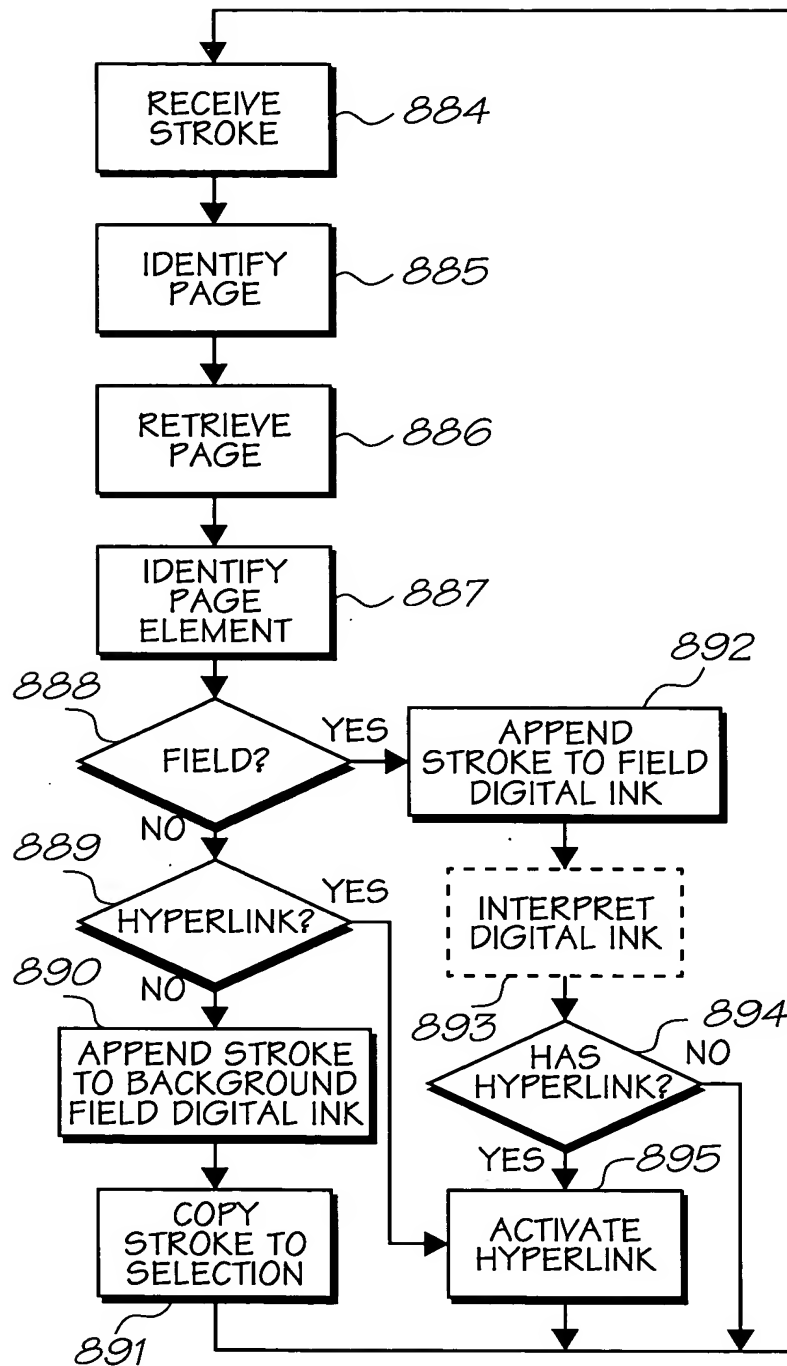 RECEIVE
STROKE
884
IDENTIFY
PAGE
885
RETRIEVE
PAGE
886
IDENTIFY
PAGE
ELEMENT
887
888
FIELD?
YES
NO
892
APPEND
STROKE TO FIELD
DIGITAL INK
889
HYPERLINK?
YES
NO
INTERPRET
DIGITAL INK
893
890
APPEND STROKE
TO BACKGROUND
FIELD DIGITAL INK
894
HAS
HYPERLINK?
NO
YES
895
COPY
STROKE TO
SELECTION
891
ACTIVATE
HYPERLINK